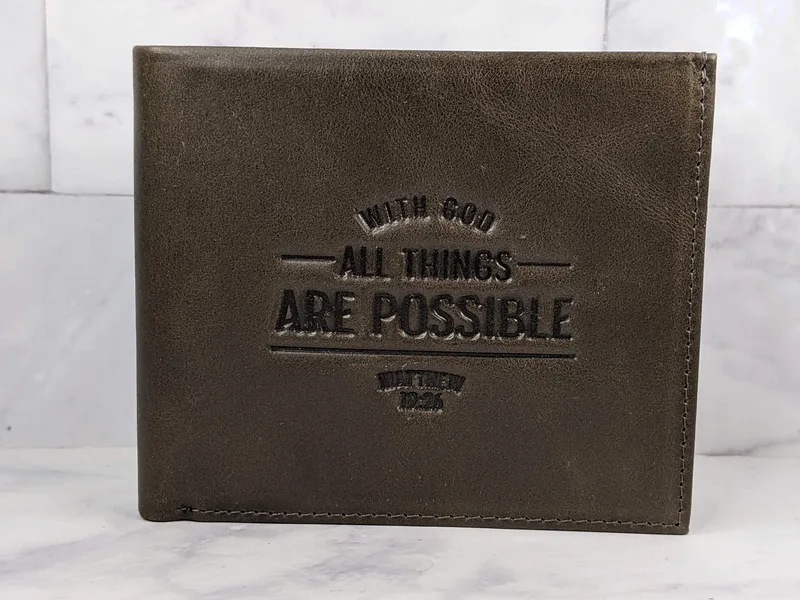 WITH GOD
ALL THINGS
ARE POSSIBLE
MATTHEW
19:26